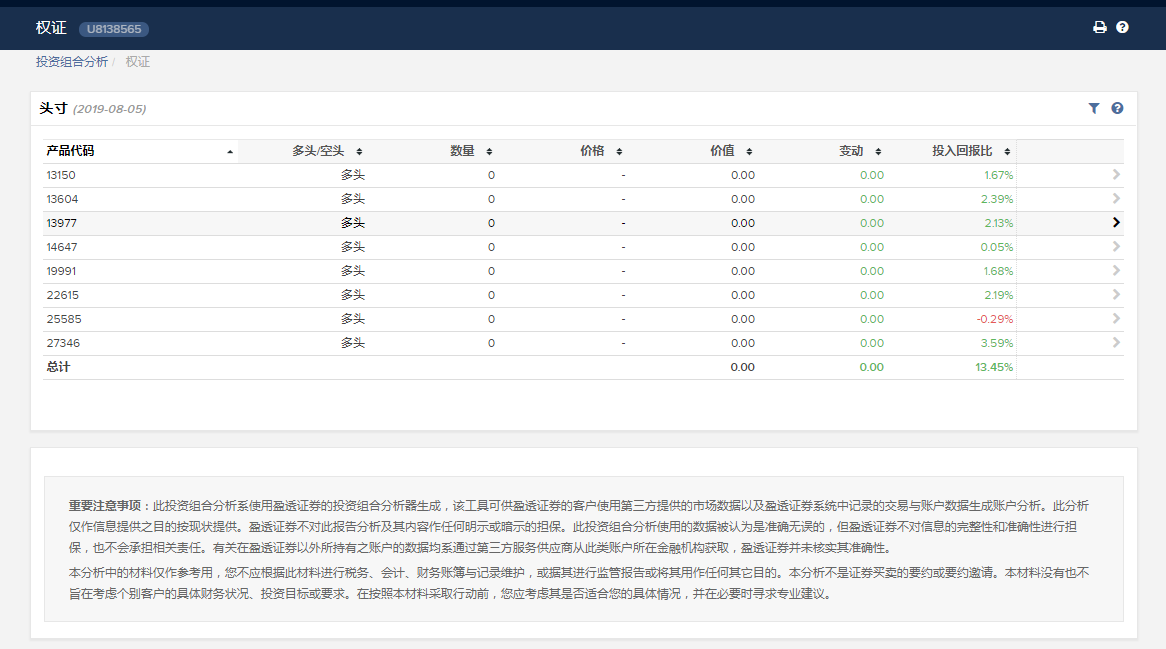 权证 U8138565
投资组合分析 / 权证
头寸 (2019-08-05)
产品代码 多头/空头 数量 价格 价值 变动 投入回报比
13150 多头 0 - 0.00 0.00 1.67%
13604 多头 0 - 0.00 0.00 2.39%
13977 多头 0 - 0.00 0.00 2.13%
14647 多头 0 - 0.00 0.00 0.05%
19991 多头 0 - 0.00 0.00 1.68%
22615 多头 0 - 0.00 0.00 2.19%
25585 多头 0 - 0.00 0.00 -0.29%
27346 多头 0 - 0.00 0.00 3.59%
总计 0.00 0.00 13.45%
重要注意事项：此投资组合分析系使用盈透证券的投资组合分析器生成，该工具可供盈透证券的客户使用第三方提供的市场数据以及盈透证券系统中记录的交易与账户数据生成账户分析。此分析
仅作信息提供之目的按现状提供。盈透证券不对此报告分析及其内容作任何明示或暗示的担保。此投资组合分析使用的数据被认为是准确无误的，但盈透证券不对信息的完整性和准确性进行担
保，也不会承担相关责任。有关在盈透证券以外所持有之账户的数据均系通过第三方服务供应商从此类账户所在金融机构获取，盈透证券并未核实其准确性。
本分析中的材料仅作参考用，您不应根据此材料进行税务、会计、财务账簿与记录维护，或据其进行监管报告或将其用作任何其它目的。本分析不是证券买卖的要约或要约邀请。本材料没有也不
旨在考虑个别客户的具体财务状况、投资目标或要求。在按照本材料采取行动前，您应考虑其是否适合您的具体情况，并在必要时寻求专业建议。